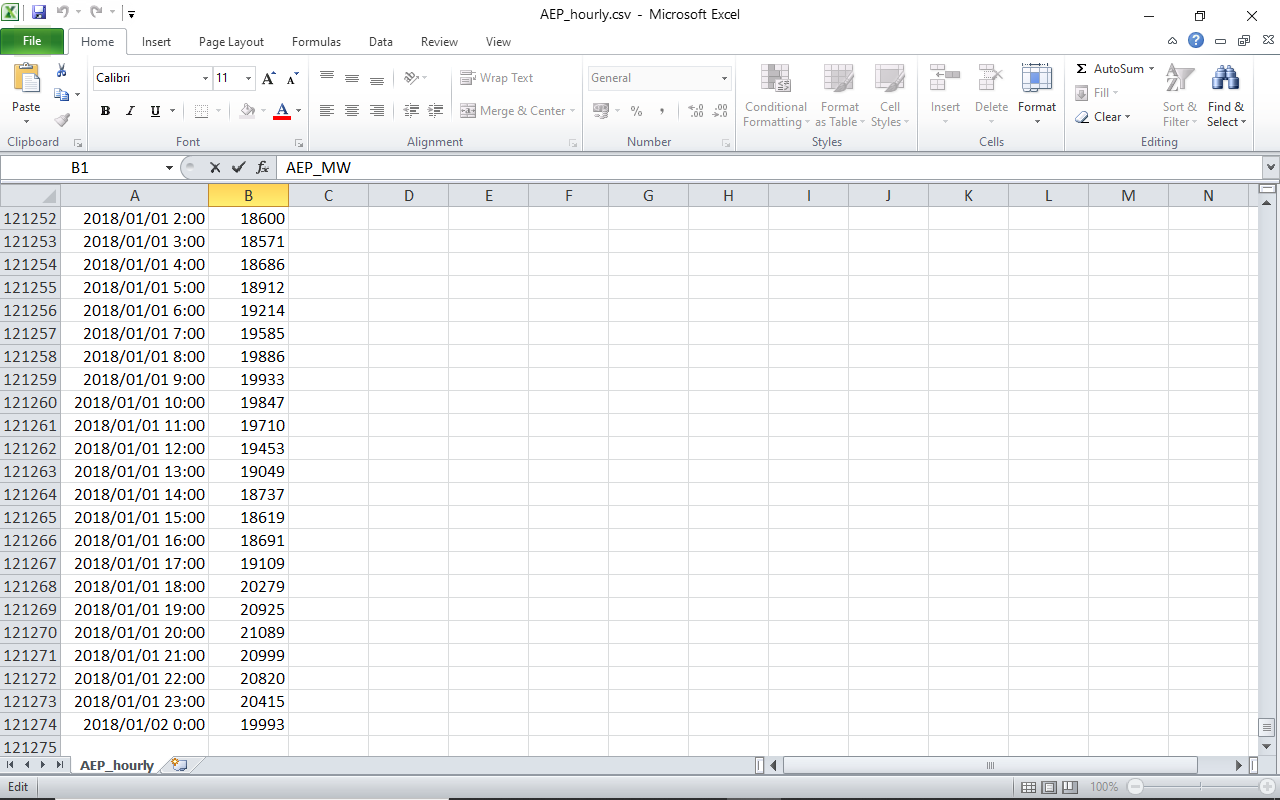 AEP_hourly.csv - Microsoft Excel
File Home Insert Page Layout Formulas Data Review View
Paste
Calibri 11
B I U A
Wrap Text
Merge & Center
General
%
Conditional Formatting
Format as Table
Cell Styles
Insert
Delete
Format
Σ AutoSum
Fill
Clear
Sort & Filter
Find & Select
Clipboard Font Alignment Number Styles Cells Editing
B1 fx AEP_MW
A B C D E F G H I J K L M N
121252 2018/01/01 2:00 18600
121253 2018/01/01 3:00 18571
121254 2018/01/01 4:00 18686
121255 2018/01/01 5:00 18912
121256 2018/01/01 6:00 19214
121257 2018/01/01 7:00 19585
121258 2018/01/01 8:00 19886
121259 2018/01/01 9:00 19933
121260 2018/01/01 10:00 19847
121261 2018/01/01 11:00 19710
121262 2018/01/01 12:00 19453
121263 2018/01/01 13:00 19049
121264 2018/01/01 14:00 18737
121265 2018/01/01 15:00 18619
121266 2018/01/01 16:00 18691
121267 2018/01/01 17:00 19109
121268 2018/01/01 18:00 20279
121269 2018/01/01 19:00 20925
121270 2018/01/01 20:00 21089
121271 2018/01/01 21:00 20999
121272 2018/01/01 22:00 20820
121273 2018/01/01 23:00 20415
121274 2018/01/02 0:00 19993
121275
AEP_hourly
Edit 100%